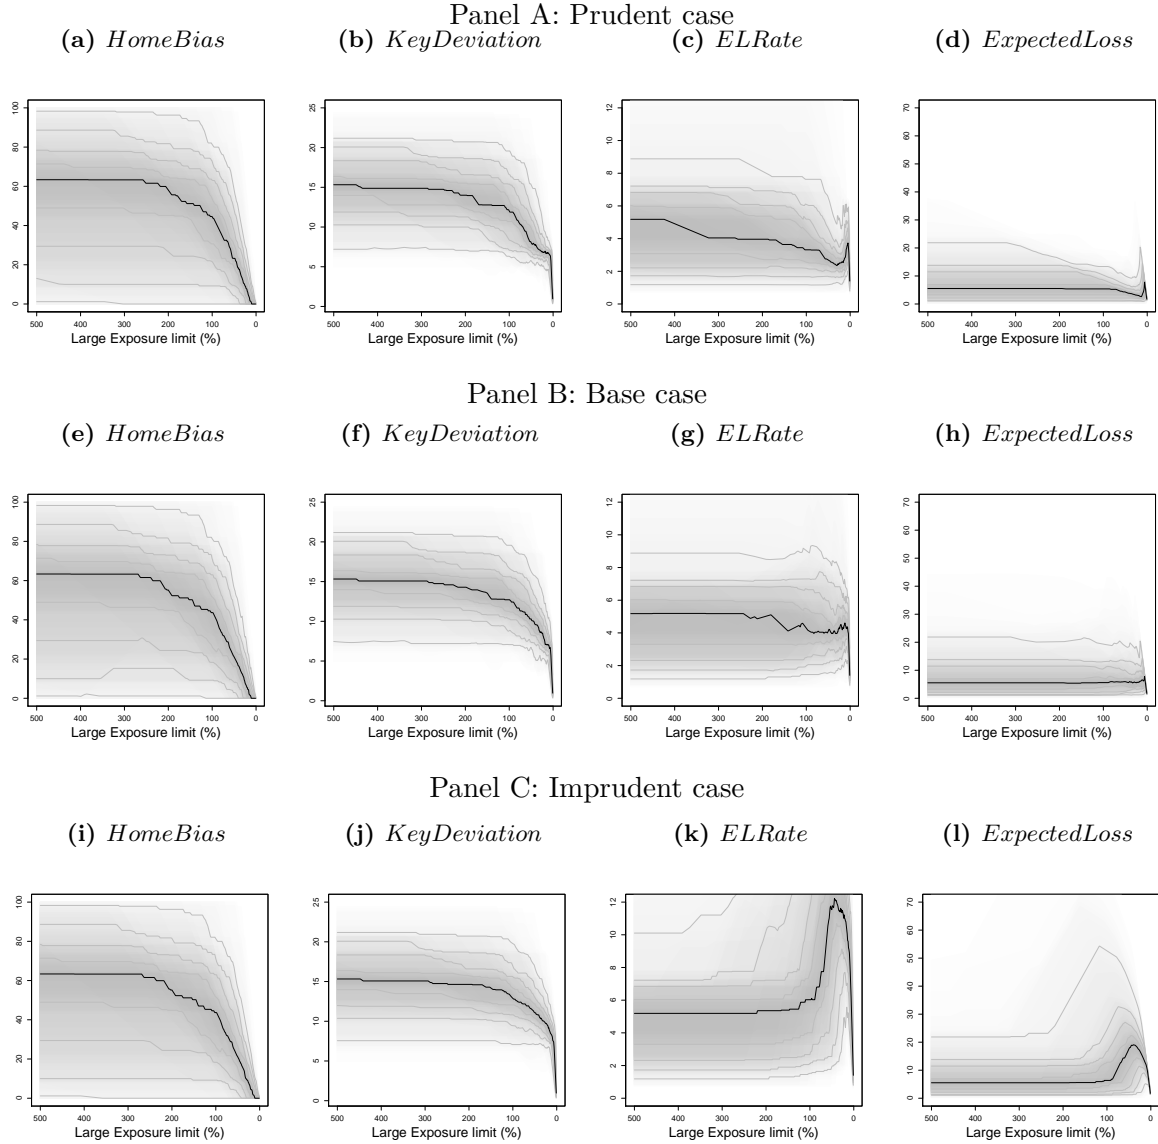 Panel A: Prudent case
(a) HomeBias (b) KeyDeviation (c) ELRate (d) ExpectedLoss
0 20 40 60 80 100
500 400 300 200 100 0
Large Exposure limit (%)
0 5 10 15 20 25
500 400 300 200 100 0
Large Exposure limit (%)
0 2 4 6 8 10 12
500 400 300 200 100 0
Large Exposure limit (%)
0 10 20 30 40 50 60 70
500 400 300 200 100 0
Large Exposure limit (%)
Panel B: Base case
(e) HomeBias (f) KeyDeviation (g) ELRate (h) ExpectedLoss
0 20 40 60 80 100
500 400 300 200 100 0
Large Exposure limit (%)
0 5 10 15 20 25
500 400 300 200 100 0
Large Exposure limit (%)
0 2 4 6 8 10 12
500 400 300 200 100 0
Large Exposure limit (%)
0 10 20 30 40 50 60 70
500 400 300 200 100 0
Large Exposure limit (%)
Panel C: Imprudent case
(i) HomeBias (j) KeyDeviation (k) ELRate (l) ExpectedLoss
0 20 40 60 80 100
500 400 300 200 100 0
Large Exposure limit (%)
0 5 10 15 20 25
500 400 300 200 100 0
Large Exposure limit (%)
0 2 4 6 8 10 12
500 400 300 200 100 0
Large Exposure limit (%)
0 10 20 30 40 50 60 70
500 400 300 200 100 0
Large Exposure limit (%)